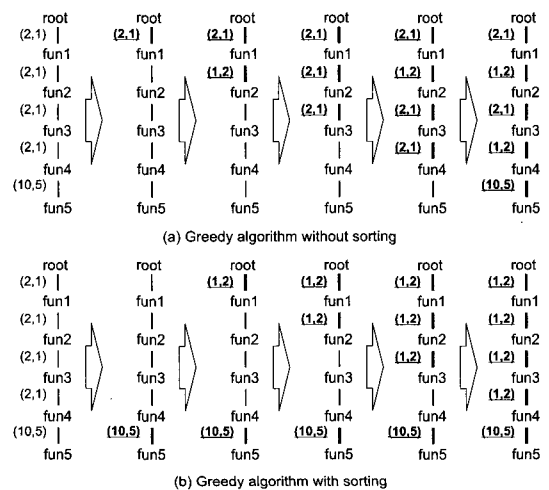 root root root root root root
(2,1) (2,1) (2,1) (2,1) (2,1) (2,1)
fun1 fun1 fun1 fun1 fun1 fun1
(2,1) (1,2) (2,1) (1,2) (1,2)
fun2 fun2 fun2 fun2 fun2 fun2
(2,1) (2,1) (2,1) (2,1)
fun3 fun3 fun3 fun3 fun3 fun3
(2,1) (2,1) (1,2)
fun4 fun4 fun4 fun4 fun4 fun4
(10,5) (10,5)
fun5 fun5 fun5 fun5 fun5 fun5
(a) Greedy algorithm without sorting
root root root root root root
(2,1) (1,2) (1,2) (1,2) (1,2)
fun1 fun1 fun1 fun1 fun1 fun1
(2,1) (1,2) (1,2) (1,2)
fun2 fun2 fun2 fun2 fun2 fun2
(2,1) (1,2) (1,2)
fun3 fun3 fun3 fun3 fun3 fun3
(2,1) (1,2)
fun4 fun4 fun4 fun4 fun4 fun4
(10,5) (10,5) (10,5) (10,5) (10,5) (10,5)
fun5 fun5 fun5 fun5 fun5 fun5
(b) Greedy algorithm with sorting